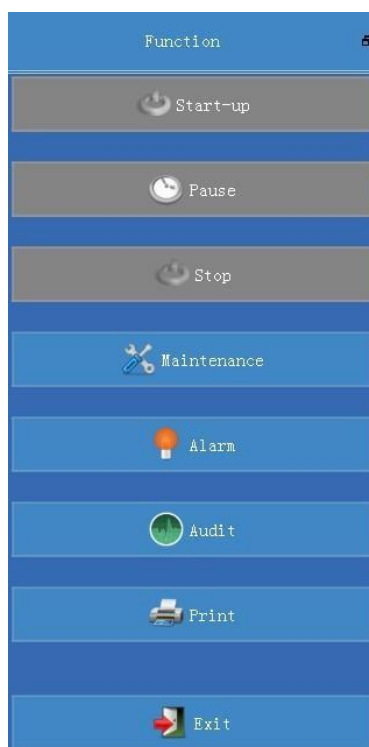 Function
Start-up
Pause
Stop
Maintenance
Alarm
Audit
Print
Exit